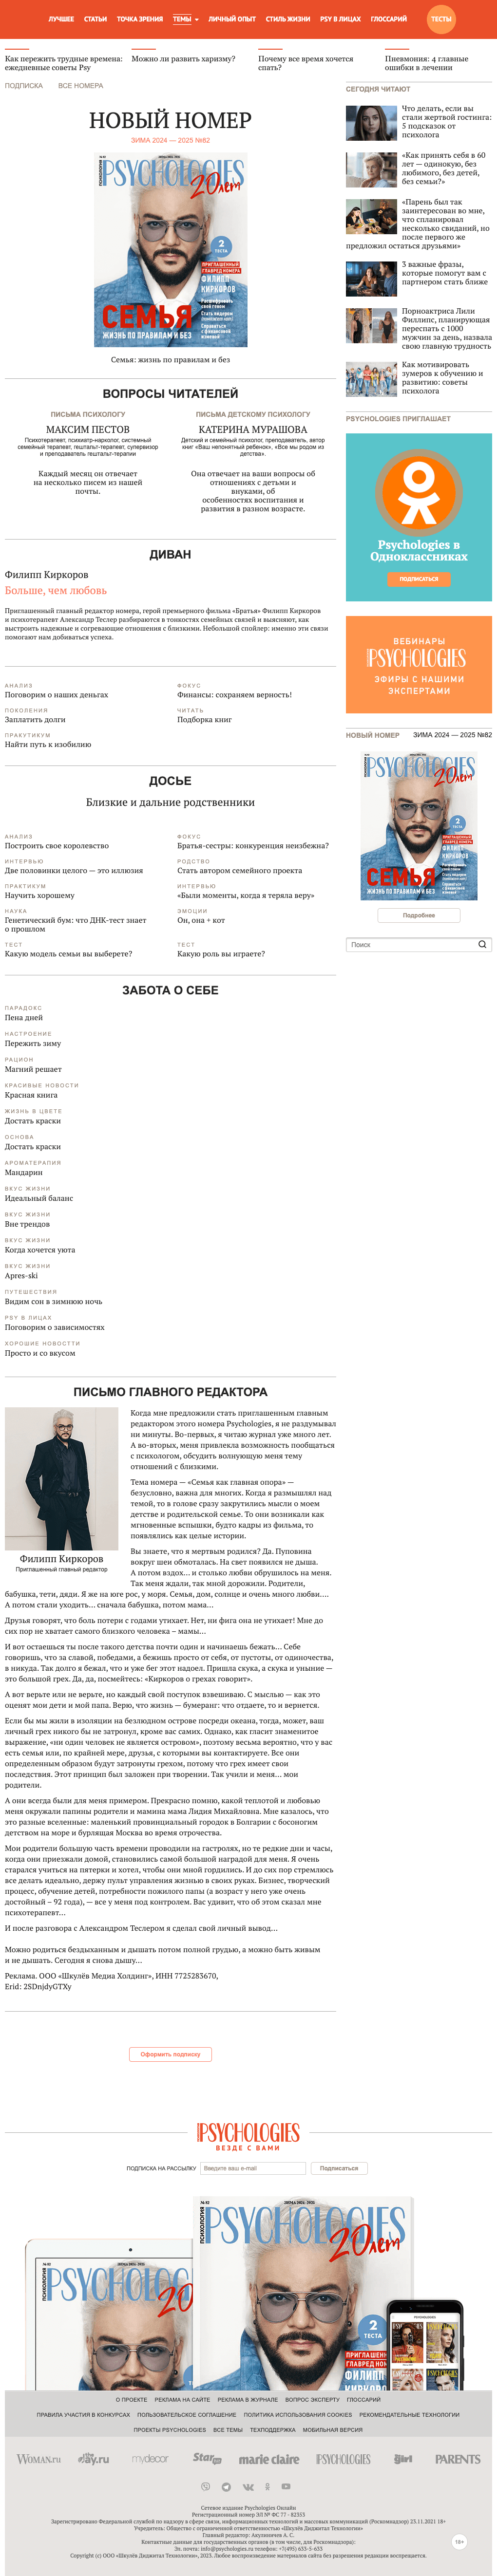 ЛУЧШЕЕ СТАТЬИ ТОЧКА ЗРЕНИЯ ТЕМЫ ЛИЧНЫЙ ОПЫТ СТИЛЬ ЖИЗНИ PSY В ЛИЦАХ ГЛОССАРИЙ ТЕСТЫ
Как пережить трудные времена:
ежедневные советы Psy
Можно ли развить харизму?
Почему все время хочется
спать?
Пневмония: 4 главные
ошибки в лечении
ПОДПИСКА ВСЕ НОМЕРА
НОВЫЙ НОМЕР
ЗИМА 2024 — 2025 №82
PSYCHOLOGIES
20 лет
2
ТЕСТА
ПРИГЛАШЕННЫЙ
ГЛАВРЕД НОМЕРА
ФИЛИПП
КИРКОРОВ
СЕМЬЯ
ЖИЗНЬ ПО ПРАВИЛАМ И БЕЗ
Семья: жизнь по правилам и без
ВОПРОСЫ ЧИТАТЕЛЕЙ
ПИСЬМА ПСИХОЛОГУ
МАКСИМ ПЕСТОВ
Психотерапевт, психиатр-нарколог, системный
семейный терапевт, гештальт-терапевт, супервизор
и преподаватель гештальт-терапии
Каждый месяц он отвечает
на несколько писем из нашей
почты.
ПИСЬМА ДЕТСКОМУ ПСИХОЛОГУ
КАТЕРИНА МУРАШОВА
Детский и семейный психолог, преподаватель, автор
книг «Ваш непонятный ребенок», «Все мы родом из
детства».
Она отвечает на ваши вопросы об
отношениях с детьми и
внуками, об
особенностях воспитания и
развития в разном возрасте.
ДИВАН
Филипп Киркоров
Больше, чем любовь
Приглашенный главный редактор номера, герой премьерного фильма «Братья» Филипп Киркоров
и психотерапевт Александр Теслер разбираются в тонкостях семейных связей и выясняют, как
выстроить надежные и согревающие отношения с близкими. Небольшой спойлер: именно эти связи
помогают нам добиваться успеха.
АНАЛИЗ
Поговорим о наших деньгах
ФОКУС
Финансы: сохраняем верность!
ПОКОЛЕНИЯ
Заплатить долги
ЧИТАТЬ
Подборка книг
ПРАКУТИКУМ
Найти путь к изобилию
ДОСЬЕ
Близкие и дальние родственники
АНАЛИЗ
Построить свое королевство
ФОКУС
Братья-сестры: конкуренция неизбежна?
ИНТЕРВЬЮ
Две половинки целого — это иллюзия
РОДСТВО
Стать автором семейного проекта
ПРАКТИКУМ
Научить хорошему
ИНТЕРВЬЮ
«Были моменты, когда я теряла веру»
НАУКА
Генетический бум: что ДНК-тест знает
о прошлом
ЭМОЦИИ
Он, она + кот
ТЕСТ
Какую модель семьи вы выберете?
ТЕСТ
Какую роль вы играете?
ЗАБОТА О СЕБЕ
ПАРАДОКС
Пена дней
НАСТРОЕНИЕ
Пережить зиму
РАЦИОН
Магний решает
КРАСИВЫЕ НОВОСТИ
Красная книга
ЖИЗНЬ В ЦВЕТЕ
Достать краски
ОСНОВА
Достать краски
АРОМАТЕРАПИЯ
Мандарин
ВКУС ЖИЗНИ
Идеальный баланс
ВКУС ЖИЗНИ
Вне трендов
ВКУС ЖИЗНИ
Когда хочется уюта
ВКУС ЖИЗНИ
Apres-ski
ПУТЕШЕСТВИЯ
Видим сон в зимнюю ночь
PSY В ЛИЦАХ
Поговорим о зависимостях
ХОРОШИЕ НОВОСТТИ
Просто и со вкусом
ПИСЬМО ГЛАВНОГО РЕДАКТОРА
Филипп Киркоров
Приглашенный главный редактор
Когда мне предложили стать приглашенным главным
редактором этого номера Psychologies, я не раздумывал
ни минуты. Во-первых, я читаю журнал уже много лет.
А во-вторых, меня привлекла возможность пообщаться
с психологом, обсудить волнующую меня тему
отношений с близкими.
Тема номера — «Семья как главная опора» —
безусловно, важна для многих. Когда я размышлял над
темой, то в голове сразу закрутились мысли о моем
детстве и родительской семье. То они возникали как
мгновенные вспышки, будто кадры из фильма, то
появлялись как целые истории.
Вы знаете, что я мертвым родился? Да. Пуповина
вокруг шеи обмоталась. На свет появился не дыша.
А потом вздох… и столько любви обрушилось на меня.
Так меня ждали, так мной дорожили. Родители,
бабушка, тети, дяди. Я же на юге рос, у моря. Семья, дом, солнце и очень много любви….
А потом стали уходить… сначала бабушка, потом мама…
Друзья говорят, что боль потери с годами утихает. Нет, ни фига она не утихает! Мне до
сих пор не хватает самого близкого человека – мамы…
И вот остаешься ты после такого детства почти один и начинаешь бежать… Себе
говоришь, что за славой, победами, а бежишь просто от себя, от пустоты, от одиночества,
в никуда. Так долго я бежал, что и уже бег этот надоел. Пришла скука, а скука и уныние —
это большой грех. Да, да, посмейтесь: «Киркоров о грехах говорит».
А вот верьте или не верьте, но каждый свой поступок взвешиваю. С мыслью — как это
оценят мои дети и мой папа. Верю, что жизнь — бумеранг: что отдаете, то и вернется.
Если бы мы жили в изоляции на безлюдном острове посреди океана, тогда, может, ваш
личный грех никого бы не затронул, кроме вас самих. Однако, как гласит знаменитое
выражение, «ни один человек не является островом», поэтому весьма вероятно, что у вас
есть семья или, по крайней мере, друзья, с которыми вы контактируете. Все они
определенным образом будут затронуты грехом, потому что грех имеет свои
последствия. Этот принцип был заложен при творении. Так учили и меня… мои
родители.
А они всегда были для меня примером. Прекрасно помню, какой теплотой и любовью
меня окружали папины родители и мамина мама Лидия Михайловна. Мне казалось, что
это разные вселенные: маленький провинциальный городок в Болгарии с босоногим
детством на море и бурлящая Москва во время отрочества.
Мои родители большую часть времени проводили на гастролях, но те редкие дни и часы,
когда они приезжали домой, становились самой большой наградой для меня. Я очень
старался учиться на пятерки и хотел, чтобы они мной гордились. И до сих пор стремлюсь
все делать идеально, держу пульт управления жизнью в своих руках. Бизнес, творческий
процесс, обучение детей, потребности пожилого папы (а возраст у него уже очень
достойный – 92 года), — все у меня под контролем. Вас удивит, что об этом сказал мне
психотерапевт…
И после разговора с Александром Теслером я сделал свой личный вывод…
Можно родиться бездыханным и дышать потом полной грудью, а можно быть живым
и не дышать. Сегодня я снова дышу…
Реклама. ООО «Шкулёв Медиа Холдинг», ИНН 7725283670,
Erid: 2SDnjdyGTXy
Оформить подписку
СЕГОДНЯ ЧИТАЮТ
Что делать, если вы
стали жертвой гостинга:
5 подсказок от
психолога
«Как принять себя в 60
лет — одинокую, без
любимого, без детей,
без семьи?»
«Парень был так
заинтересован во мне,
что спланировал
несколько свиданий, но
после первого же
предложил остаться друзьями»
3 важные фразы,
которые помогут вам с
партнером стать ближе
Порноактриса Лили
Филлипс, планирующая
переспать с 1000
мужчин за день, назвала
свою главную трудность
Как мотивировать
зумеров к обучению и
развитию: советы
психолога
PSYCHOLOGIES ПРИГЛАШАЕТ
Psychologies в
Одноклассниках
ПОДПИСАТЬСЯ
ВЕБИНАРЫ
PSYCHOLOGIES
ЭФИРЫ С НАШИМИ
ЭКСПЕРТАМИ
НОВЫЙ НОМЕР ЗИМА 2024 — 2025 №82
PSYCHOLOGIES
20 лет
2
ТЕСТА
ПРИГЛАШЕННЫЙ
ГЛАВРЕД НОМЕРА
ФИЛИПП
КИРКОРОВ
СЕМЬЯ
ЖИЗНЬ ПО ПРАВИЛАМ И БЕЗ
Подробнее
Поиск
PSYCHOLOGIES
ВЕЗДЕ С ВАМИ
ПОДПИСКА НА РАССЫЛКУ Введите ваш e-mail Подписаться
PSYCHOLOGIES
20 лет
2
ТЕСТА
ПРИГЛАШЕННЫЙ
ГЛАВРЕД НОМЕРА
ФИЛИПП
О ПРОЕКТЕ РЕКЛАМА НА САЙТЕ РЕКЛАМА В ЖУРНАЛЕ ВОПРОС ЭКСПЕРТУ ГЛОССАРИЙ
ПРАВИЛА УЧАСТИЯ В КОНКУРСАХ ПОЛЬЗОВАТЕЛЬСКОЕ СОГЛАШЕНИЕ ПОЛИТИКА ИСПОЛЬЗОВАНИЯ COOKIES РЕКОМЕНДАТЕЛЬНЫЕ ТЕХНОЛОГИИ
ПРОЕКТЫ PSYCHOLOGIES ВСЕ ТЕМЫ ТЕХПОДДЕРЖКА МОБИЛЬНАЯ ВЕРСИЯ
WOMAN.ru theDay.ru mydecor StarHit marie claire PSYCHOLOGIES girl PARENTS
Сетевое издание Psychologies Онлайн
Регистрационный номер ЭЛ № ФС 77 - 82353
Зарегистрировано Федеральной службой по надзору в сфере связи, информационных технологий и массовых коммуникаций (Роскомнадзор) 23.11.2021 18+
Учредитель: Общество с ограниченной ответственностью «Шкулёв Диджитал Технологии»
Главный редактор: Акулиничев А. С.
Контактные данные для государственных органов (в том числе, для Роскомнадзора):
Эл. почта: info@psychologies.ru телефон: +7(495) 633-5-633
Copyright (с) ООО «Шкулёв Диджитал Технологии», 2023. Любое воспроизведение материалов сайта без разрешения редакции воспрещается.
18+